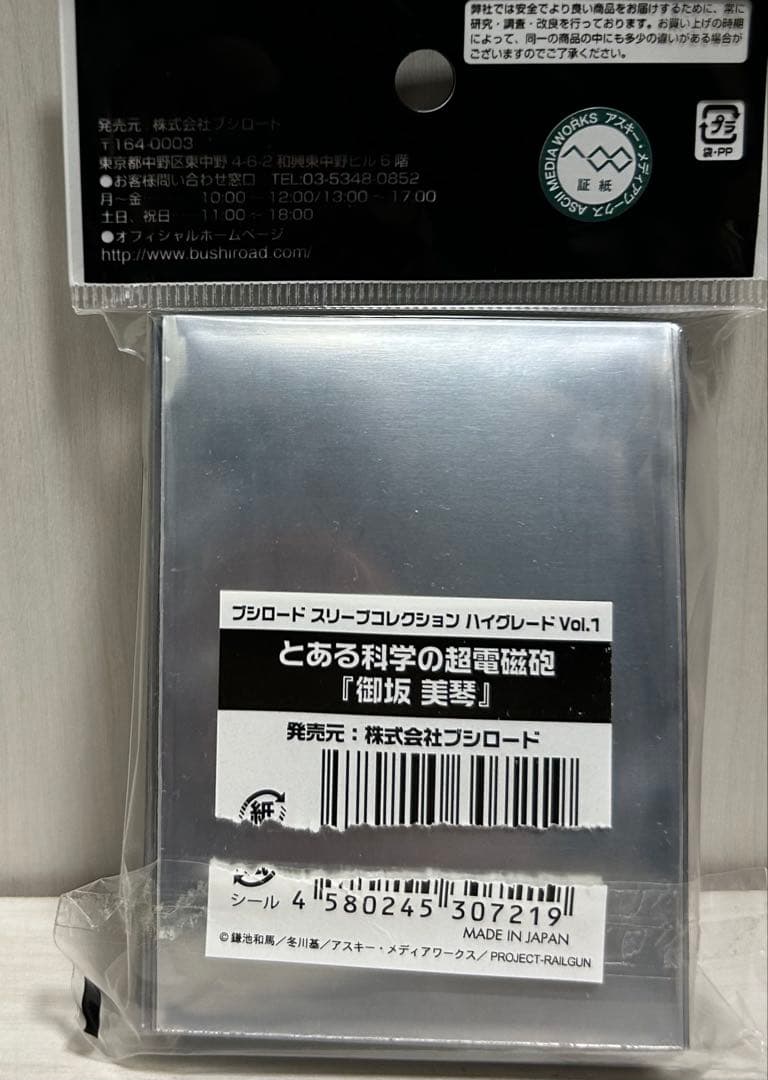 弊社では安全でより良い商品をお届けするために、常に
研究・調査・改良を行っております。お買い上げの時期
によって、同一の商品の中にも多少の違いがある場合が
ございますのでご了承ください。
発売元 株式会社ブシロード
〒164-0003
東京都中野区東中野 4-6-2 和興東中野ビル 6 階
●お客様問い合わせ窓口 TEL:03-5348-0852
月～金 10:00 ~ 12:00/13:00 ~ 17:00
土日、祝日 11:00 ~ 18:00
●オフィシャルホームページ
http://www.bushiroad.com/
ASCII MEDIA WORKS アスキー・メディアワークス
証紙
プラ
袋・PP
ブシロード スリーブコレクション ハイグレード Vol.1
とある科学の超電磁砲
『御坂 美琴』
発売元：株式会社ブシロード
紙
シール
4 580245 307219
MADE IN JAPAN
©鎌池和馬／冬川基／アスキー・メディアワークス／PROJECT-RAILGUN